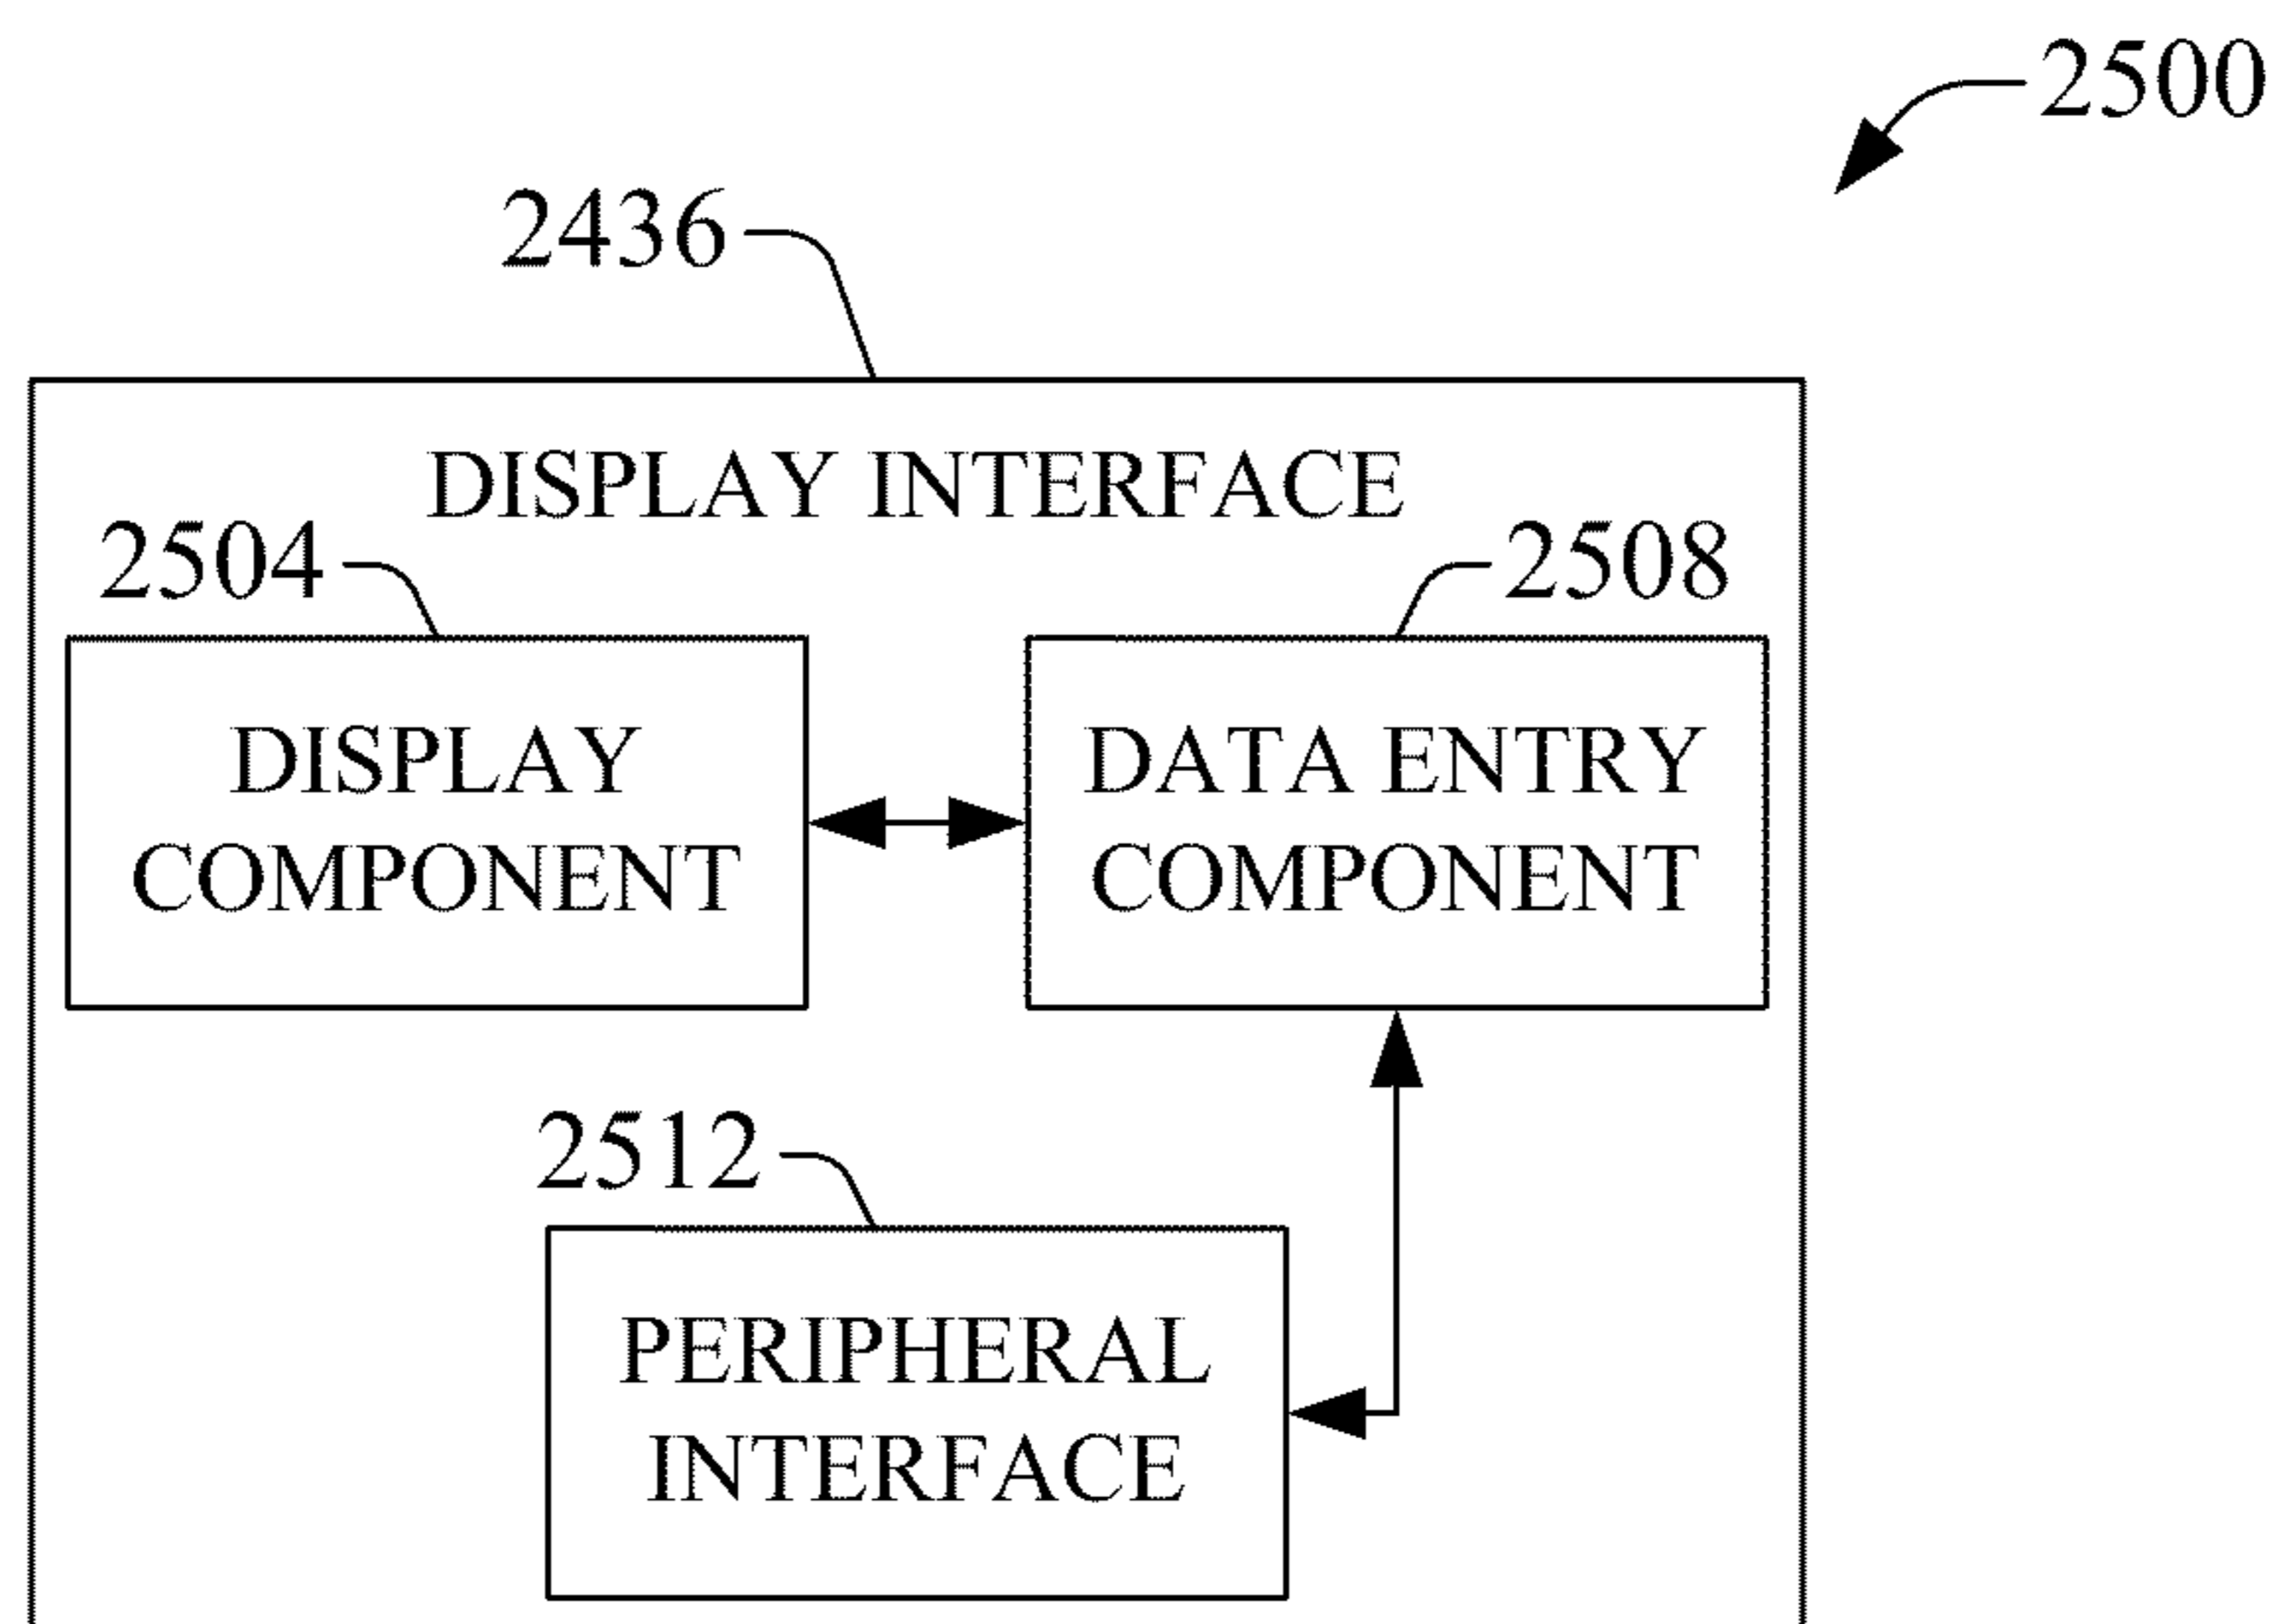 2500
2436
DISPLAY INTERFACE
2504
2508
DISPLAY
COMPONENT
DATA ENTRY
COMPONENT
2512
PERIPHERAL
INTERFACE